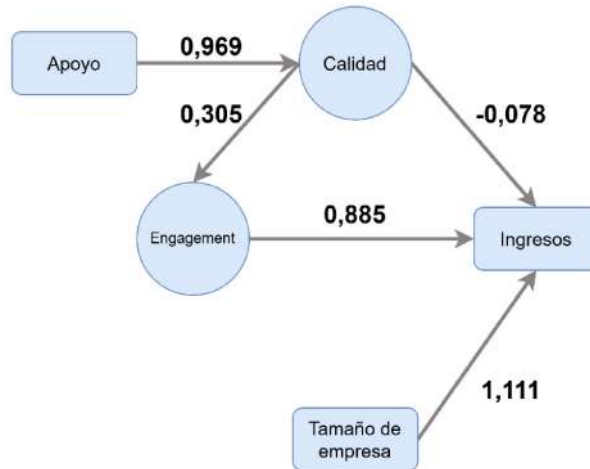 0,969
Apoyo
Calidad
0,305
-0,078
0,885
Engagement
Ingresos
1,111
Tamaño de
empresa